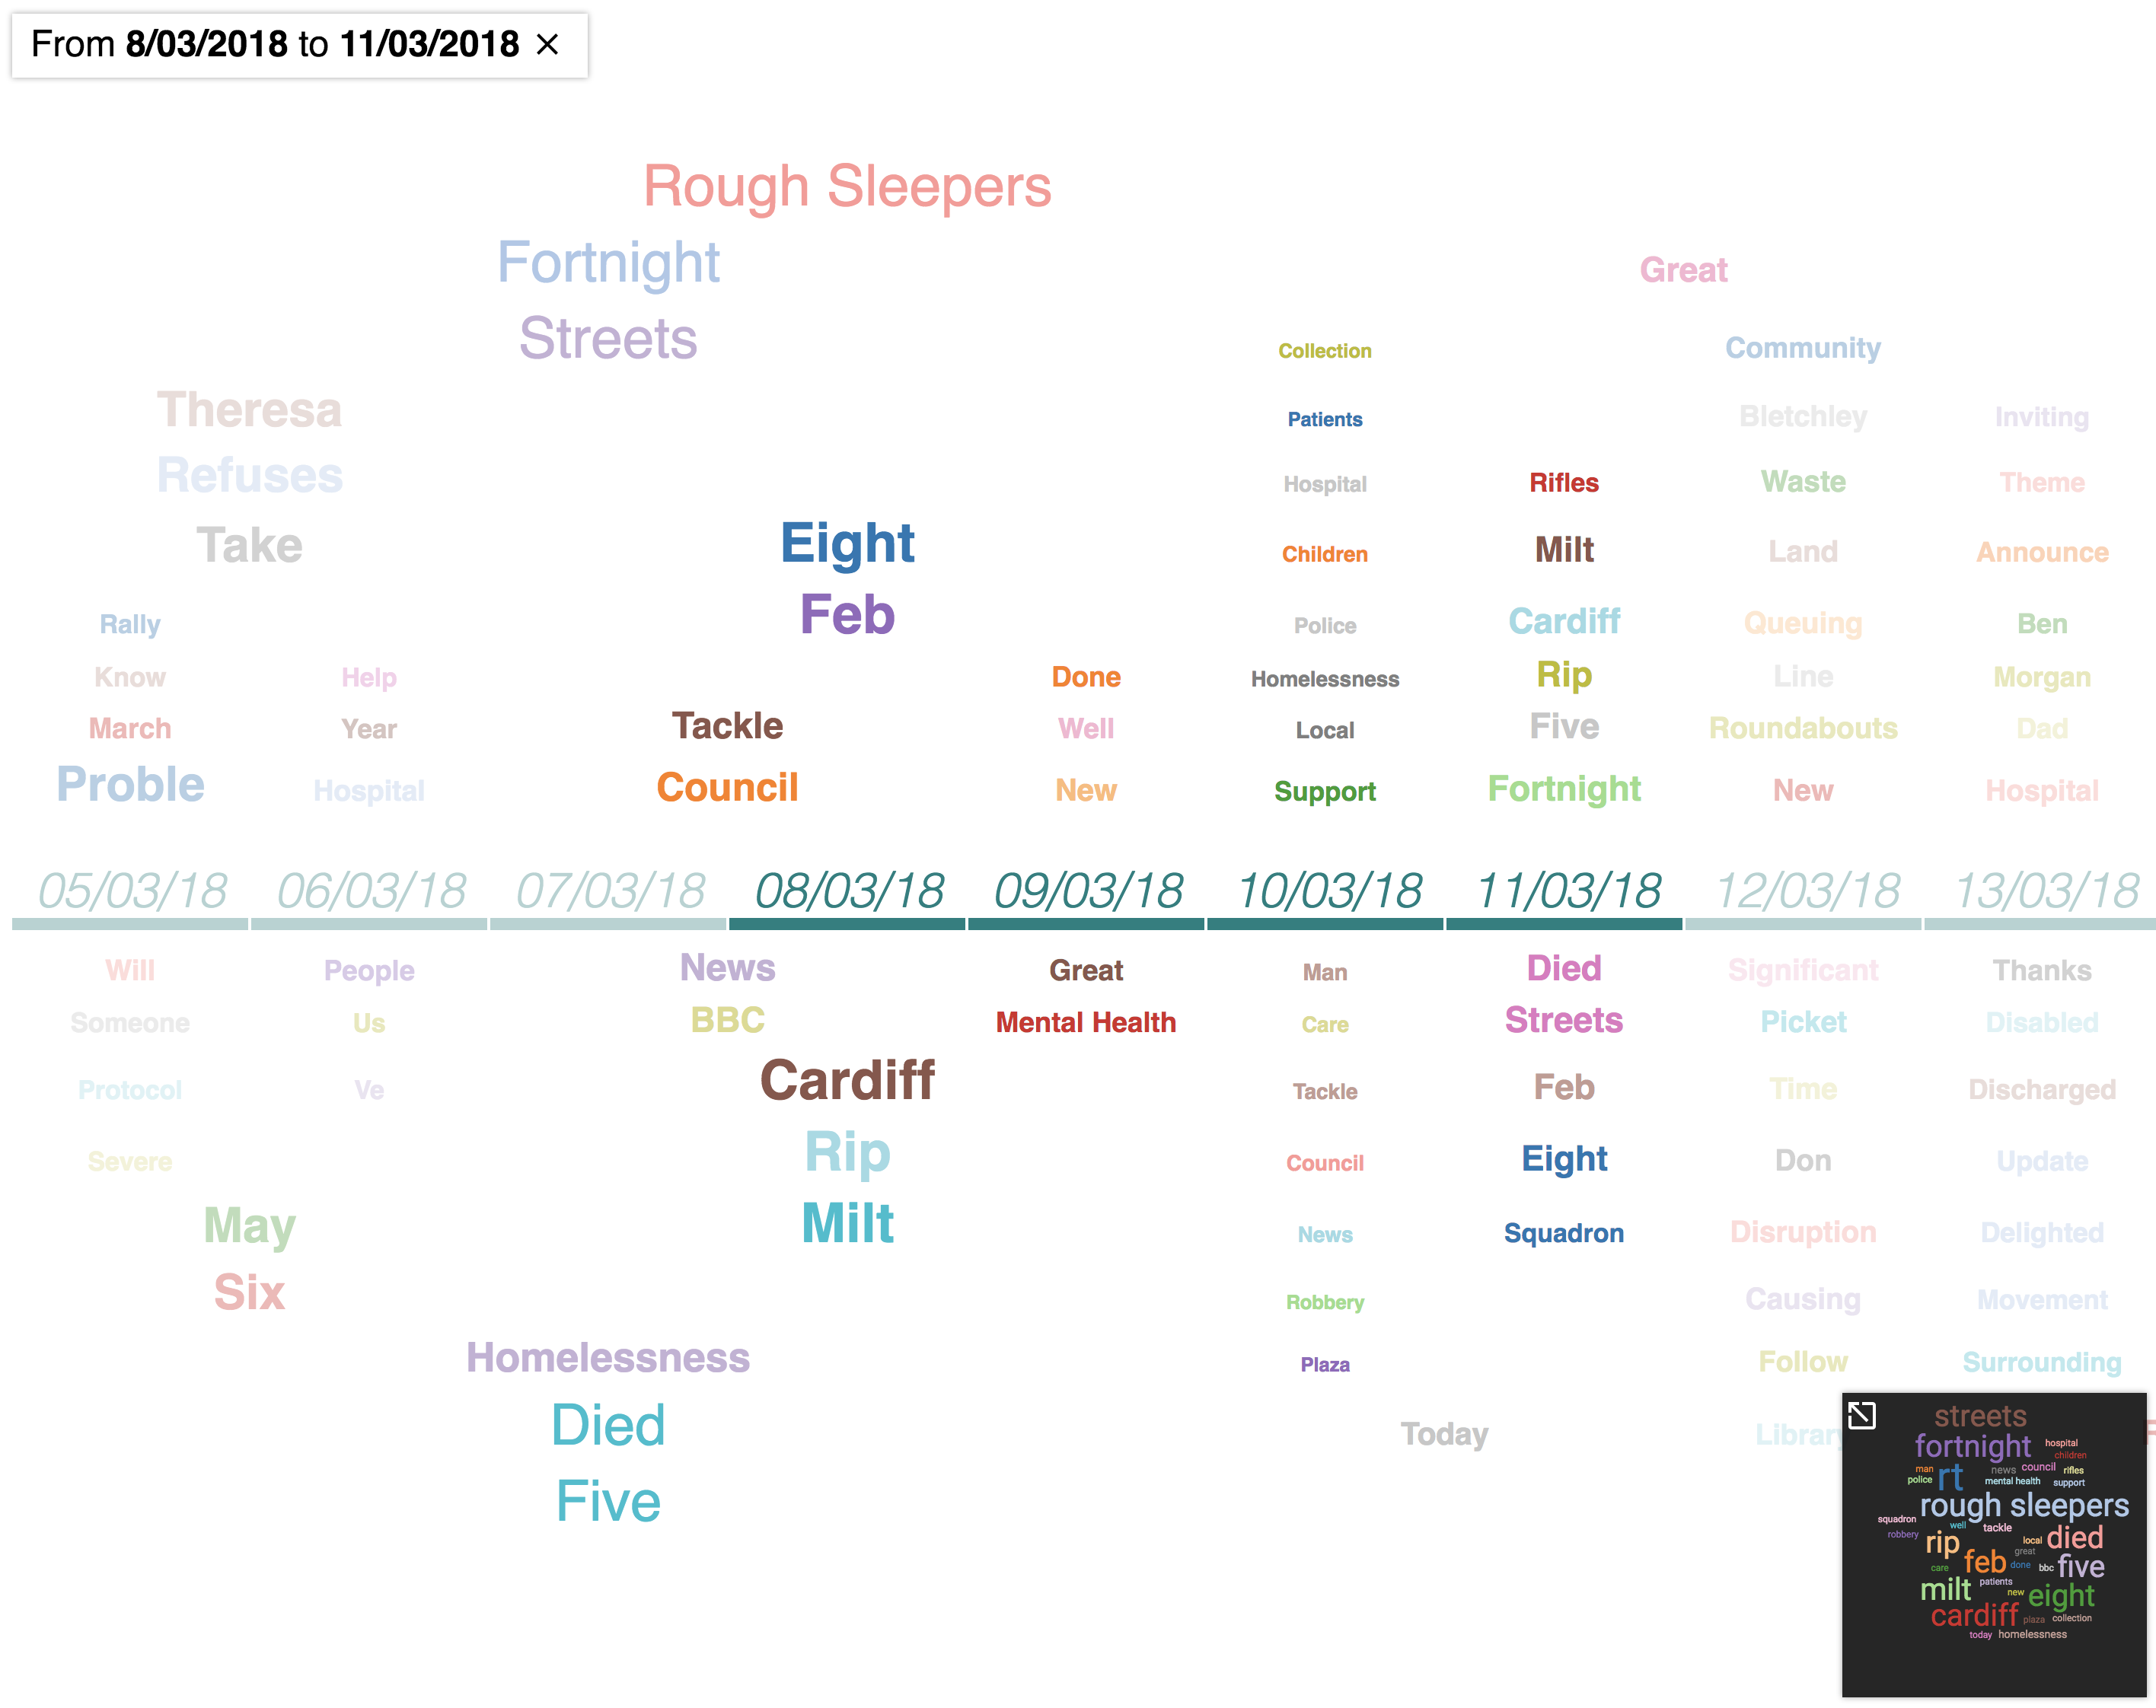 From 8/03/2018 to 11/03/2018 ×
Rough Sleepers
Fortnight
Great
Streets
Collection Community
Theresa Patients Bletchley Inviting
Refuses Hospital Rifles Waste Theme
Take Eight Children Milt Land Announce
Rally Feb Police Cardiff Queuing Ben
Know Help Done Homelessness Rip Line Morgan
March Year Tackle Well Local Five Roundabouts Dad
Proble Hospital Council New Support Fortnight New Hospital
05/03/18 06/03/18 07/03/18 08/03/18 09/03/18 10/03/18 11/03/18 12/03/18 13/03/18
Will People News Great Man Died Significant Thanks
Someone Us BBC Mental Health Care Streets Picket Disabled
Protocol Ve Cardiff Tackle Feb Time Discharged
Severe Rip Council Eight Don Update
May Milt News Squadron Disruption Delighted
Six Robbery Causing Movement
Homelessness Plaza Follow Surrounding
Died Today Library
Five
streets
fortnight hospital
children
man rt news council rifles
police mental health support
rough sleepers
squadron well tackle
robbery rip local died
great
care feb done bbc five
milt patients new eight
cardiff plaza collection
today homelessness